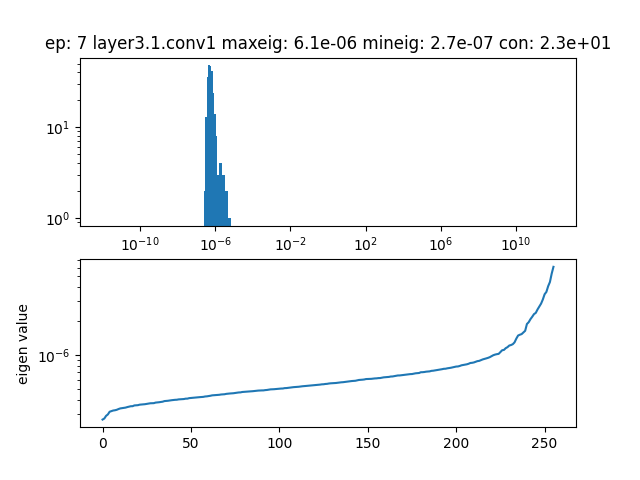 ep: 7 layer3.1.conv1 maxeig: 6.1e-06 mineig: 2.7e-07 con: 2.3e+01
10¹
10⁰
10⁻¹⁰ 10⁻⁶ 10⁻² 10² 10⁶ 10¹⁰
eigen value
10⁻⁶
0 50 100 150 200 250